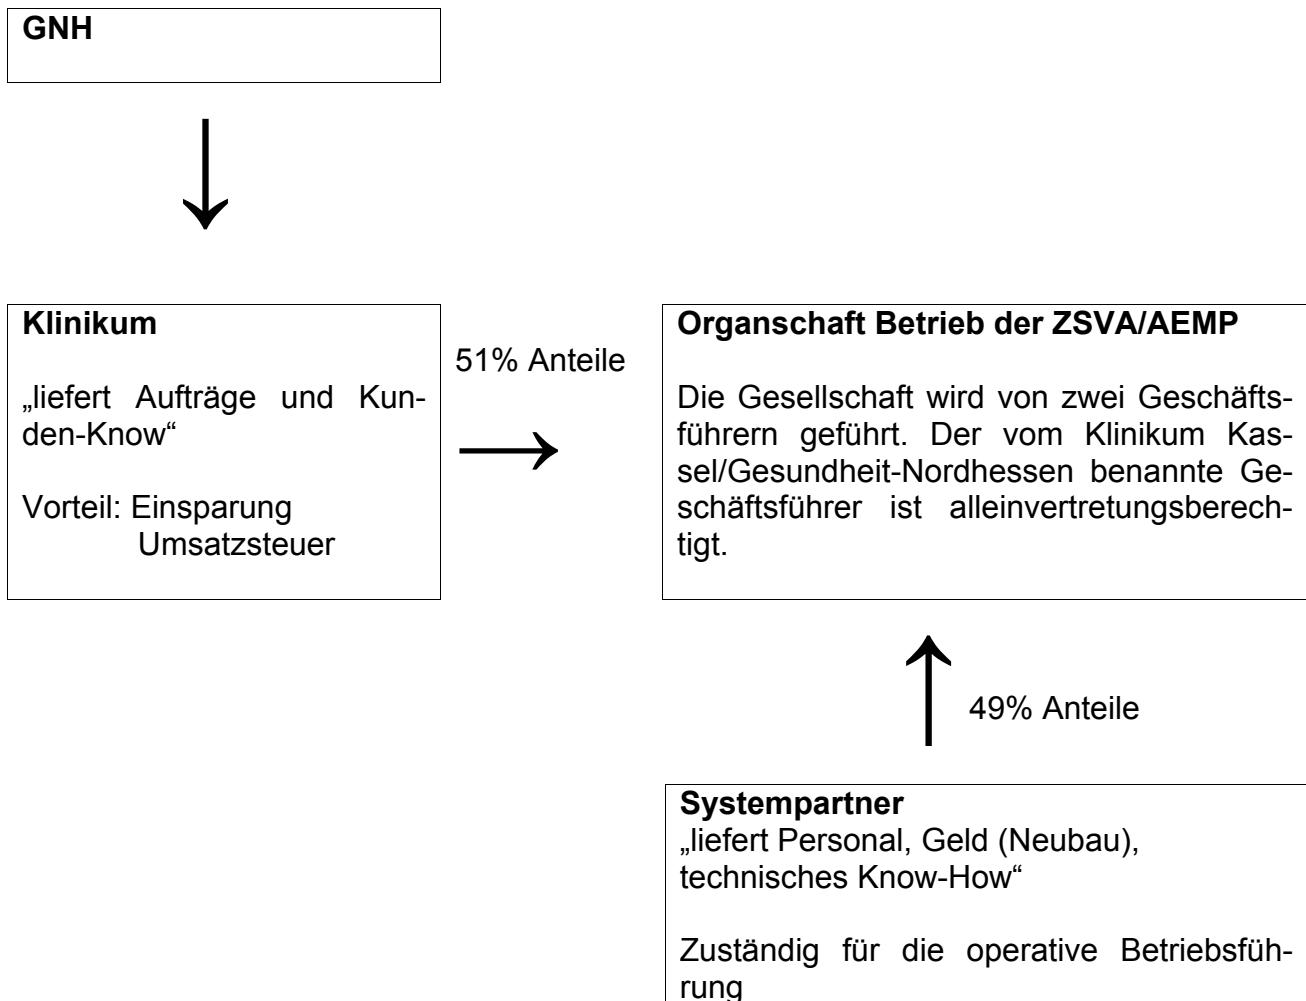 GNH
Klinikum
„liefert Aufträge und Kun-
den-Know“
Vorteil: Einsparung
Umsatzsteuer
51% Anteile
Organschaft Betrieb der ZSVA/AEMP
Die Gesellschaft wird von zwei Geschäfts-
führern geführt. Der vom Klinikum Kas-
sel/Gesundheit-Nordhessen benannte Ge-
schäftsführer ist alleinvertretungsberech-
tigt.
49% Anteile
Systempartner
„liefert Personal, Geld (Neubau),
technisches Know-How“
Zuständig für die operative Betriebsfüh-
rung